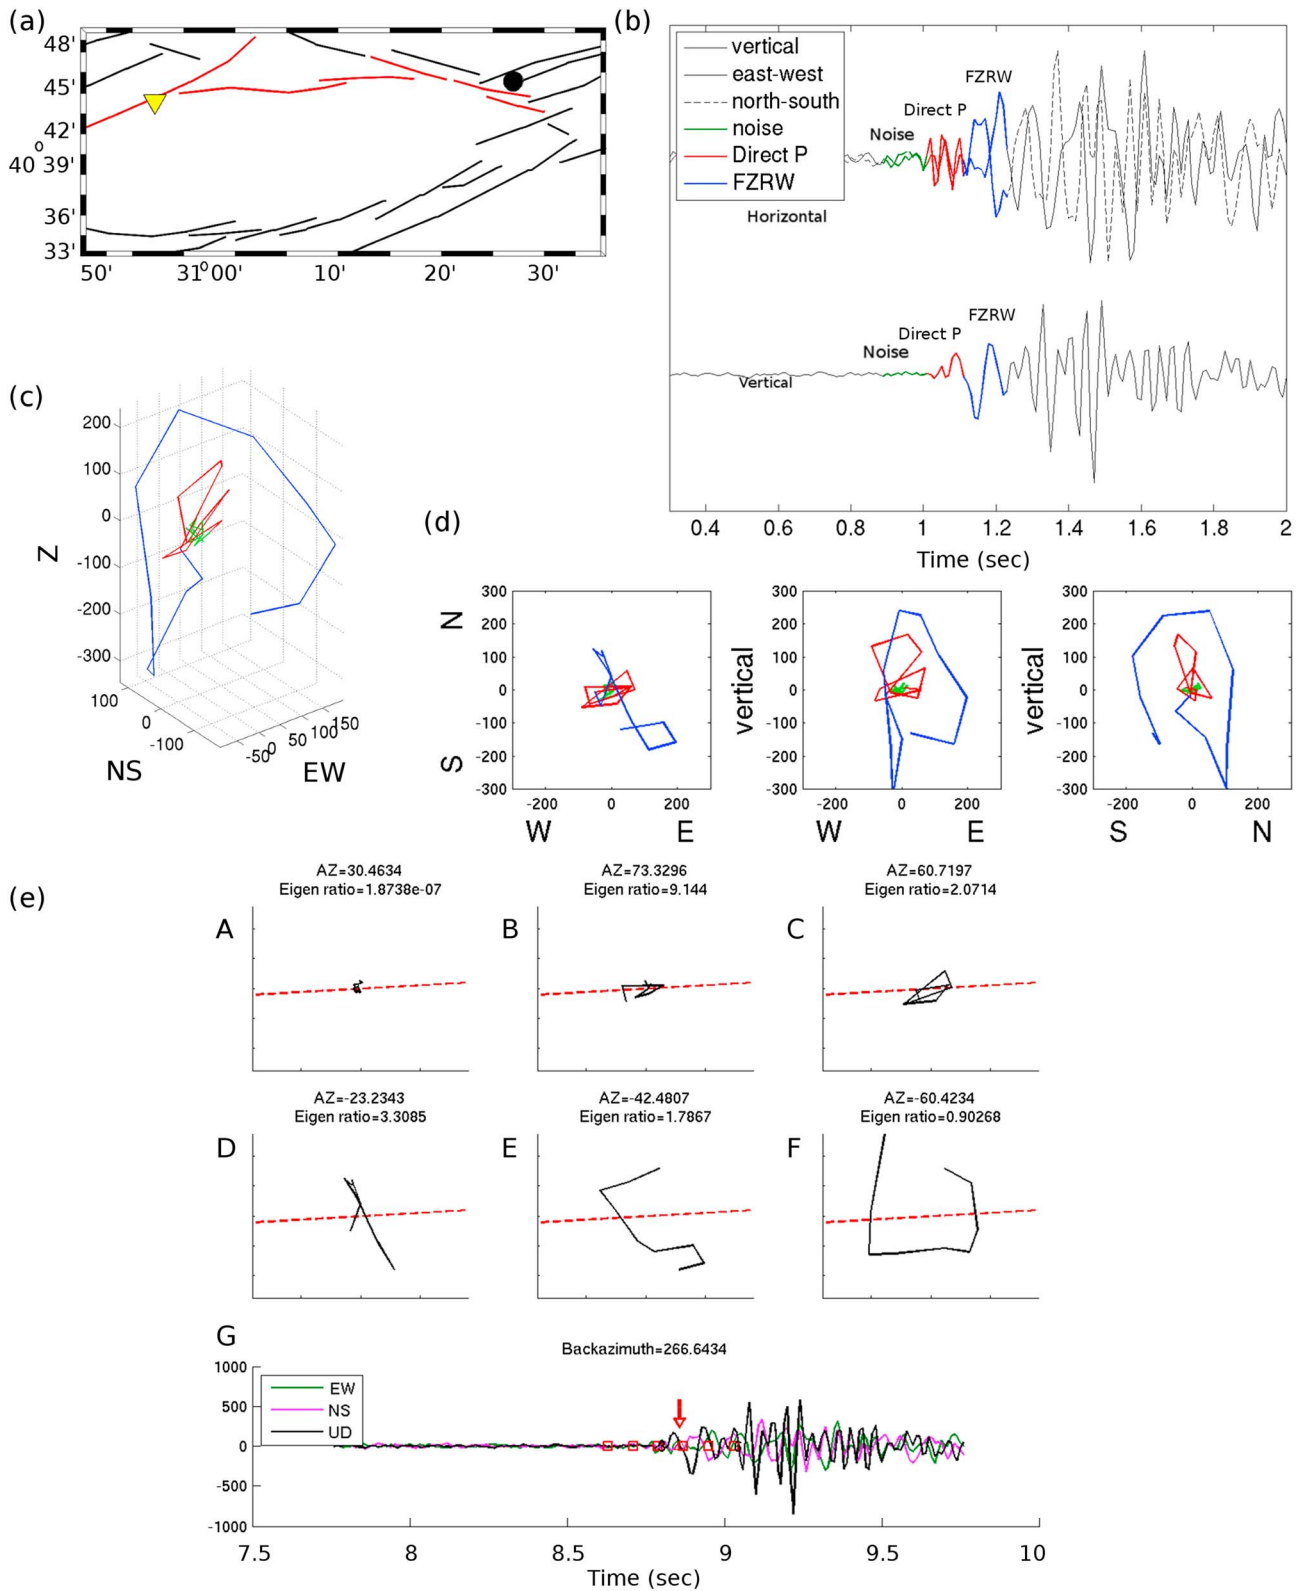 (a)
48'
45'
42'
40° 39'
36'
33'
50'
31°00'
10'
20'
30'
(b)
vertical
east-west
north-south
noise
Direct P
FZRW
Noise
Direct P
FZRW
Horizontal
Noise
Direct P
FZRW
Vertical
0.4 0.6 0.8 1 1.2 1.4 1.6 1.8 2
Time (sec)
(c)
200
100
0
-100
-200
-300
Z
100
0
-100
NS
-50 0 50 100 150
EW
(d)
300
200
100
0
-100
-200
-300
N
S
-200 0 200
W E
300
200
100
0
-100
-200
-300
vertical
-200 0 200
W E
300
200
100
0
-100
-200
-300
vertical
-200 0 200
S N
(e)
AZ=30.4634
Eigen ratio=1.8738e-07
A
AZ=73.3296
Eigen ratio=9.144
B
AZ=60.7197
Eigen ratio=2.0714
C
AZ=-23.2343
Eigen ratio=3.3085
D
AZ=-42.4807
Eigen ratio=1.7867
E
AZ=-60.4234
Eigen ratio=0.90268
F
G
Backazimuth=266.6434
1000
500
0
-500
-1000
EW
NS
UD
7.5 8 8.5 9 9.5 10
Time (sec)